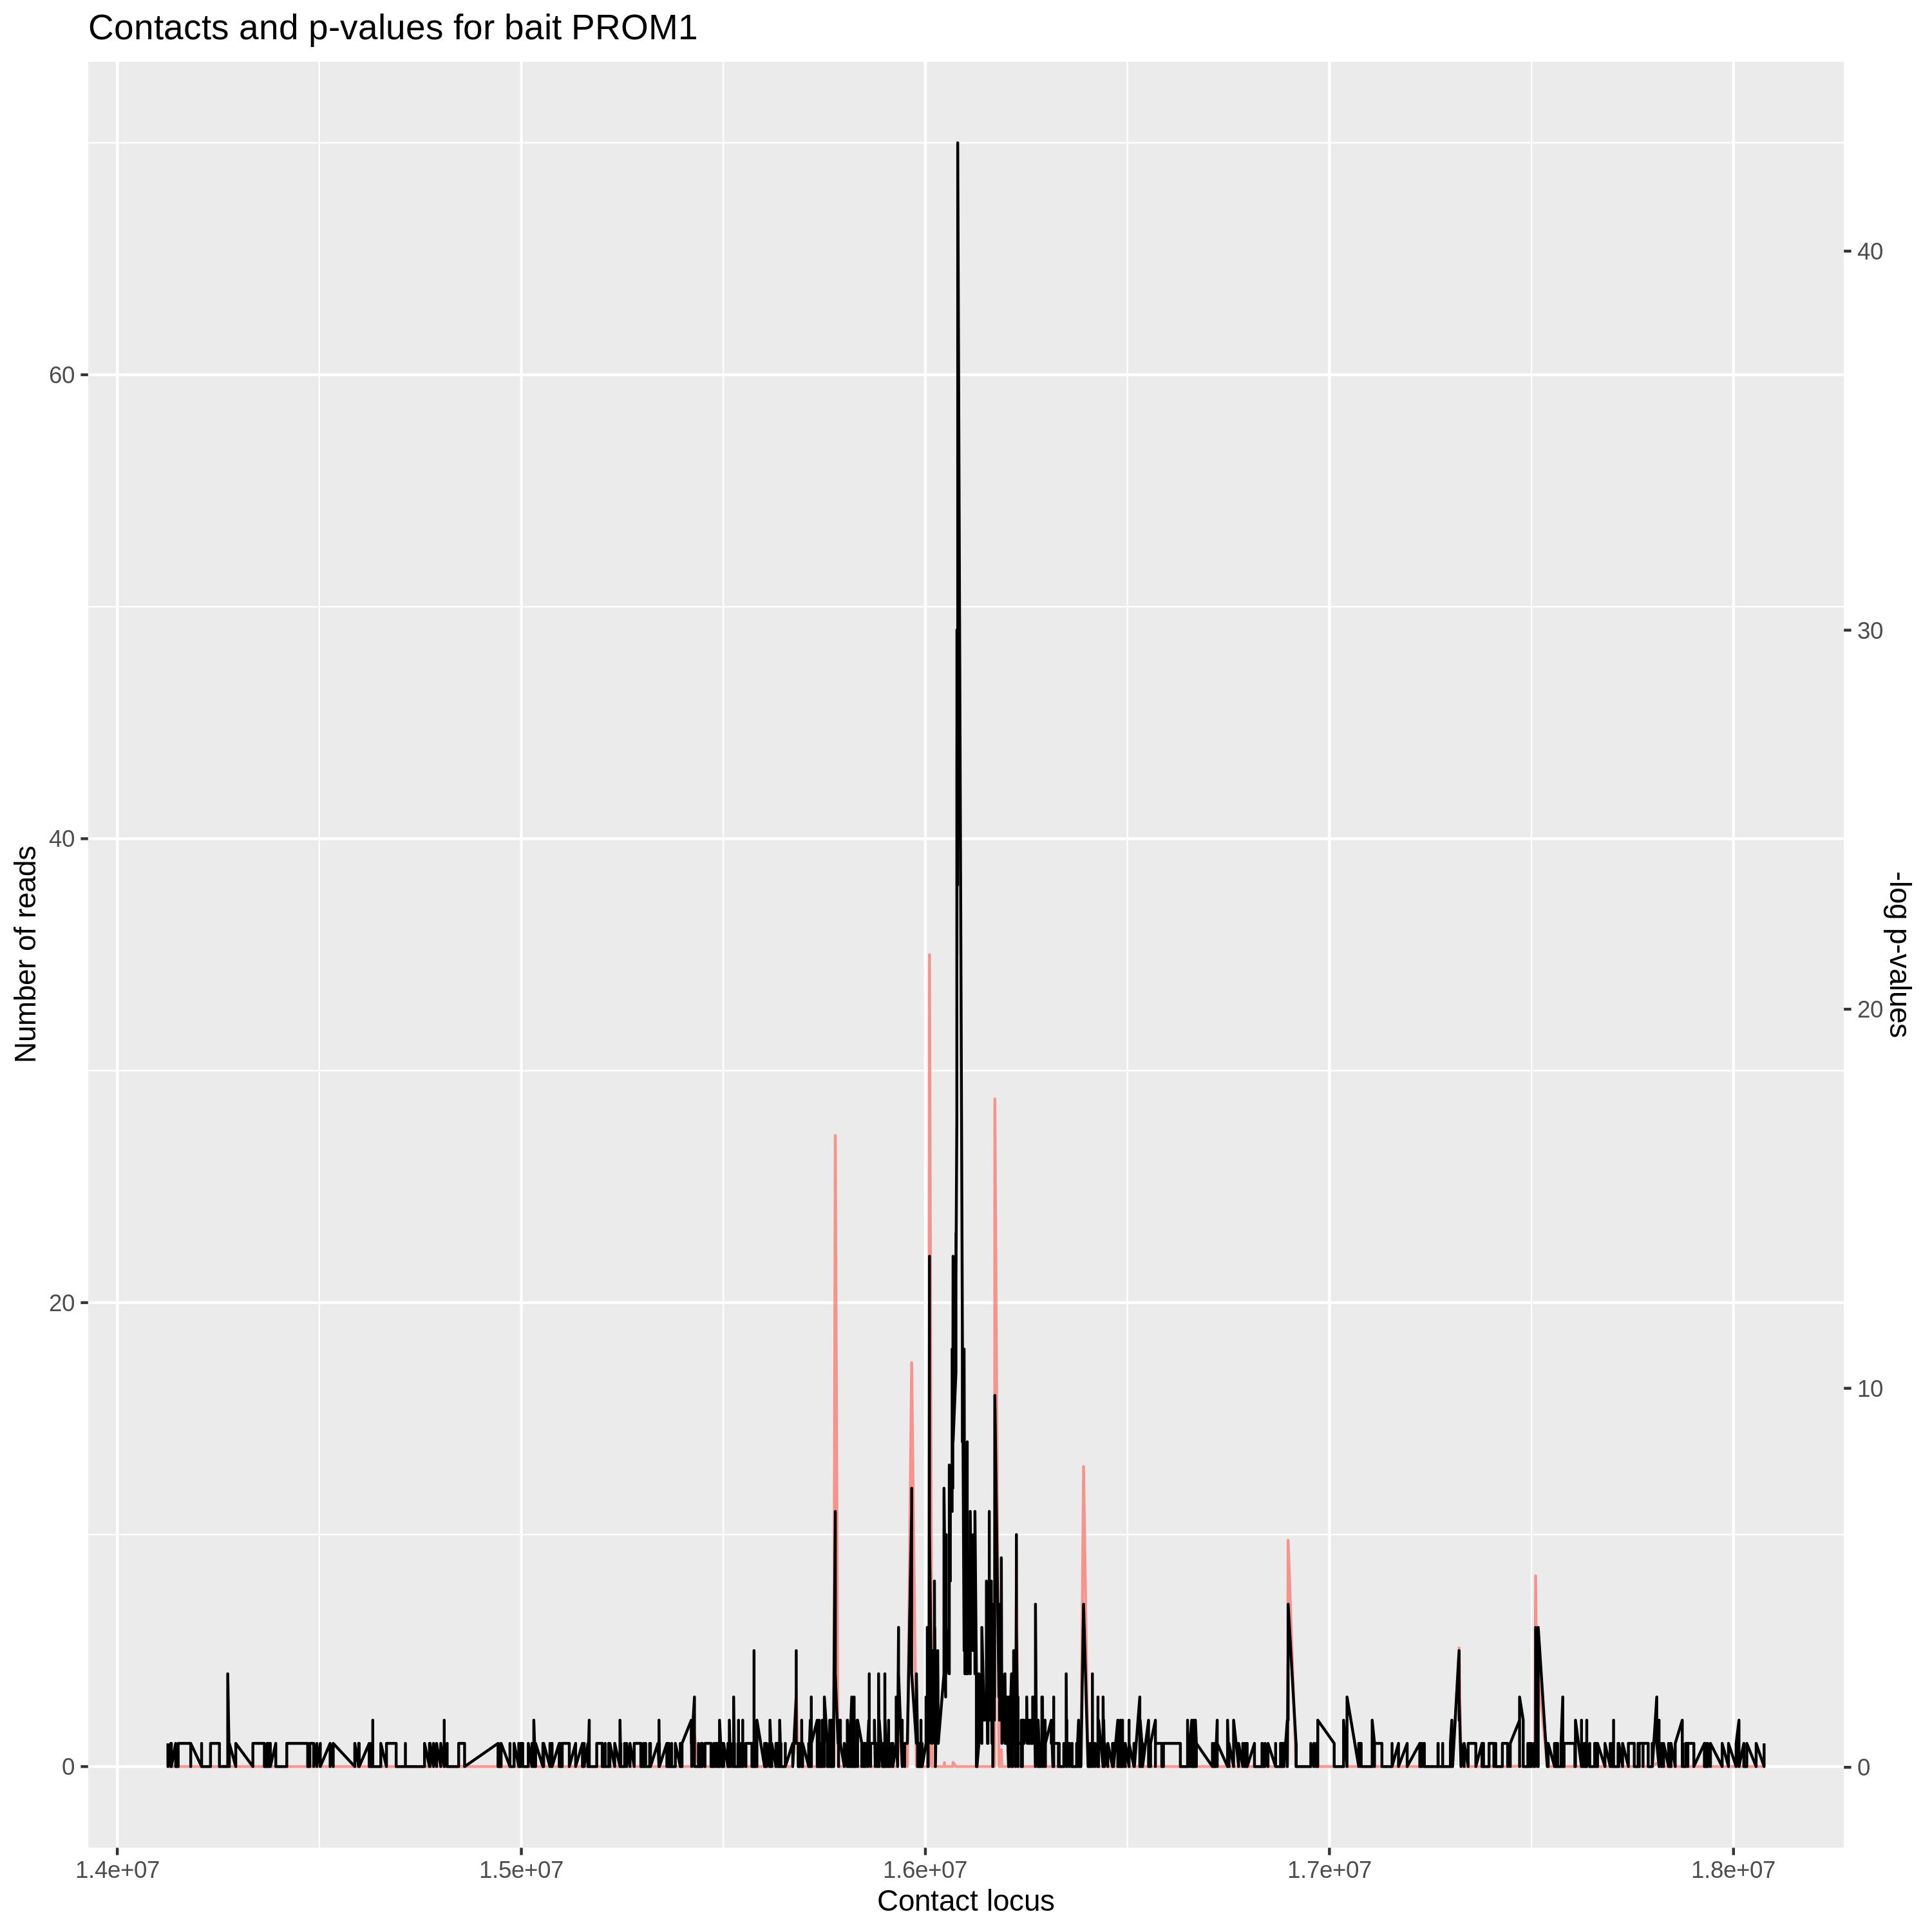 Contacts and p-values for bait PROM1
Number of reads
60
40
20
0
40
30
20
10
0
-log p-values
1.4e+07
1.5e+07
1.6e+07
1.7e+07
1.8e+07
Contact locus